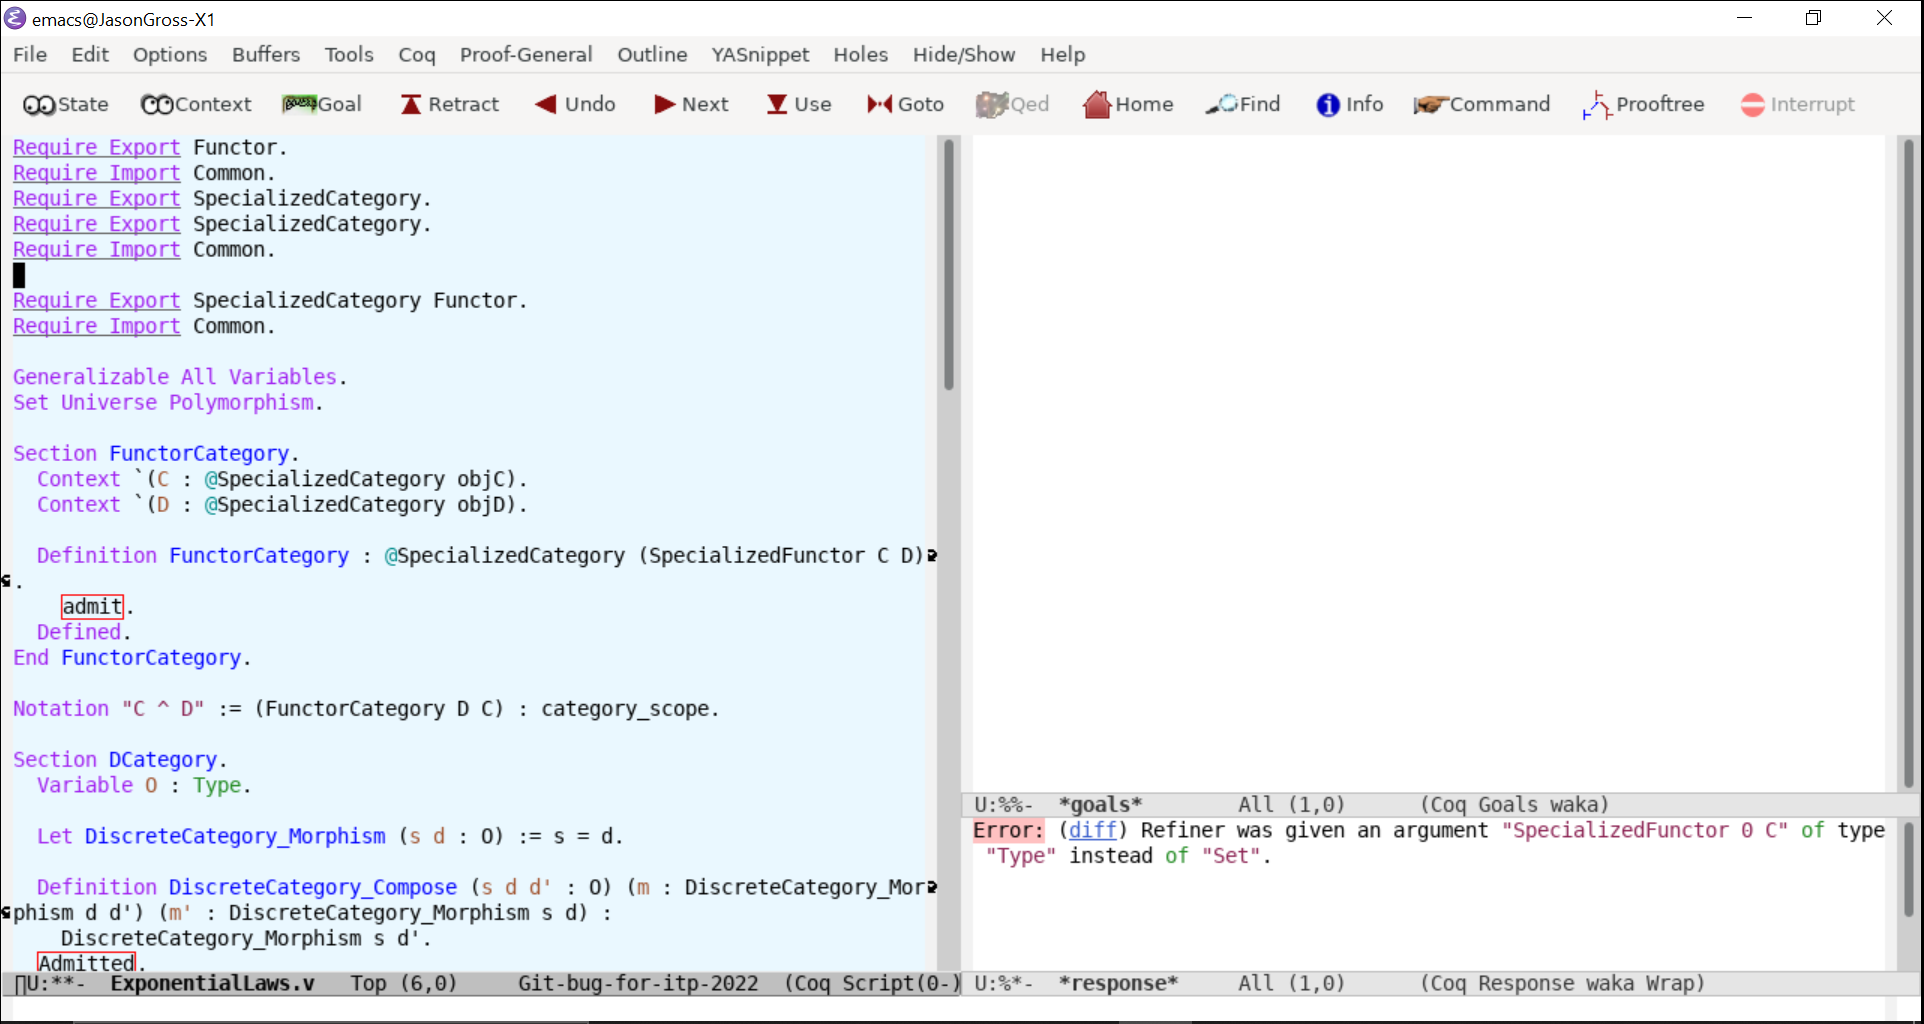 emacs@JasonGross-X1
File Edit Options Buffers Tools Coq Proof-General Outline YASnippet Holes Hide/Show Help
State Context Goal Retract Undo Next Use Goto Qed Home Find Info Command Prooftree Interrupt
Require Export Functor.
Require Import Common.
Require Export SpecializedCategory.
Require Export SpecializedCategory.
Require Import Common.
Require Export SpecializedCategory Functor.
Require Import Common.
Generalizable All Variables.
Set Universe Polymorphism.
Section FunctorCategory.
  Context `(C : @SpecializedCategory objC).
  Context `(D : @SpecializedCategory objD).
  Definition FunctorCategory : @SpecializedCategory (SpecializedFunctor C D)
.
    admit.
  Defined.
End FunctorCategory.
Notation "C ^ D" := (FunctorCategory D C) : category_scope.
Section DCategory.
  Variable O : Type.
  Let DiscreteCategory_Morphism (s d : O) := s = d.
  Definition DiscreteCategory_Compose (s d d' : O) (m : DiscreteCategory_Mor
phism d d') (m' : DiscreteCategory_Morphism s d) :
    DiscreteCategory_Morphism s d'.
  Admitted.
U:**-  ExponentialLaws.v   Top (6,0)     Git-bug-for-itp-2022  (Coq Script(0-)
U:%%-  *goals*        All (1,0)      (Coq Goals waka)
Error: (diff) Refiner was given an argument "SpecializedFunctor 0 C" of type
 "Type" instead of "Set".
U:%*-  *response*     All (1,0)      (Coq Response waka Wrap)